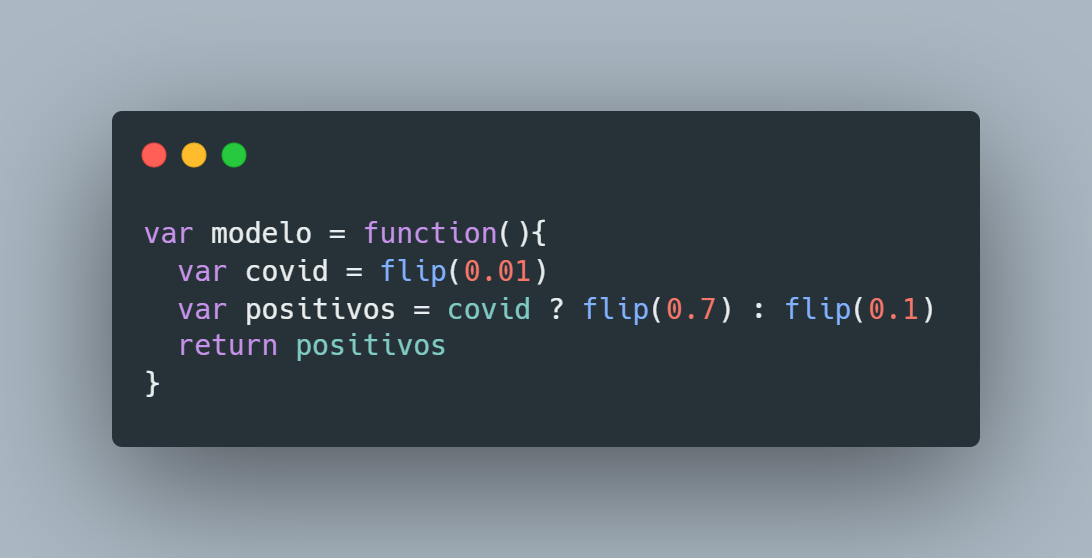 var modelo = function(){
  var covid = flip(0.01)
  var positivos = covid ? flip(0.7) : flip(0.1)
  return positivos
}